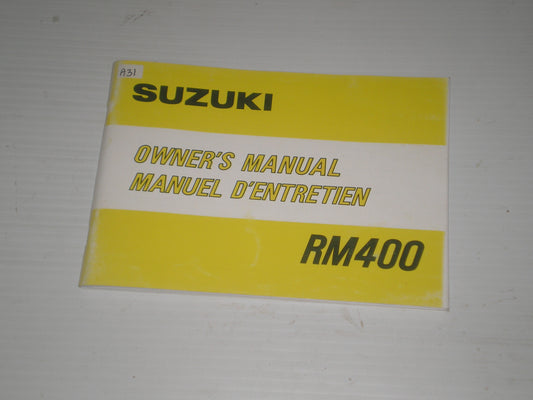 A31
SUZUKI
OWNER'S MANUAL
MANUEL D'ENTRETIEN
RM400